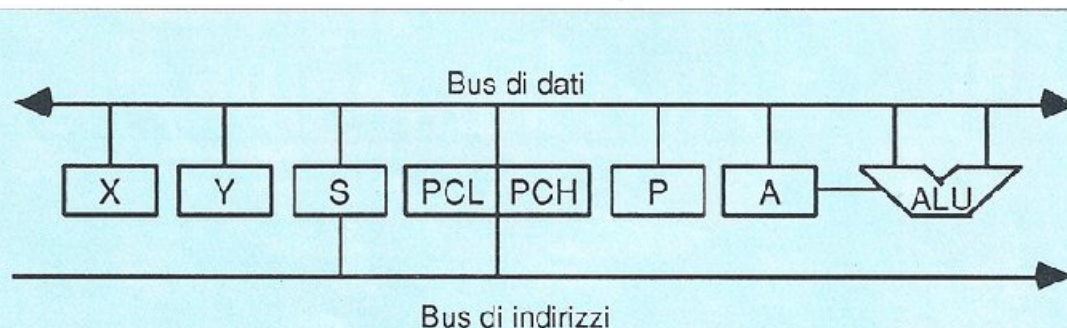 Bus di dati
X Y S PCL PCH P A ALU
Bus di indirizzi